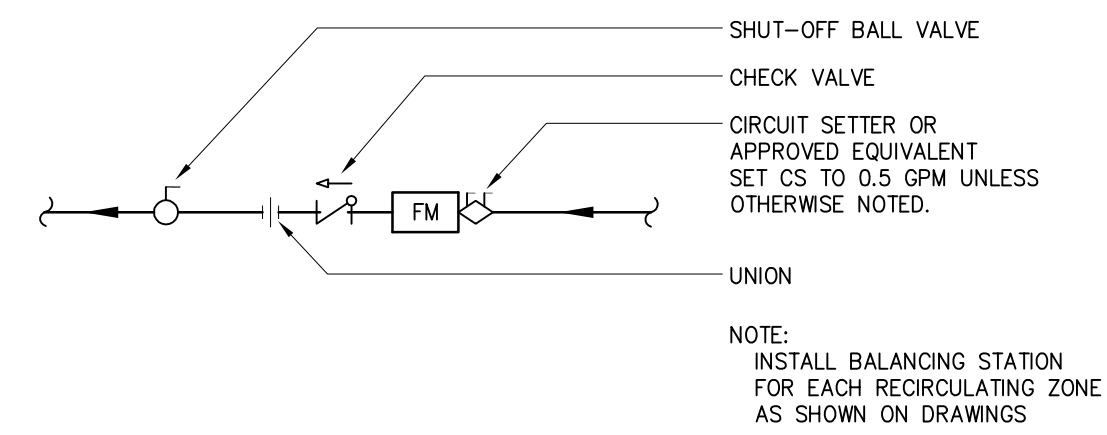 SHUT-OFF BALL VALVE
CHECK VALVE
CIRCUIT SETTER OR
APPROVED EQUIVALENT
SET CS TO 0.5 GPM UNLESS
OTHERWISE NOTED.
FM
UNION
NOTE:
INSTALL BALANCING STATION
FOR EACH RECIRCULATING ZONE
AS SHOWN ON DRAWINGS